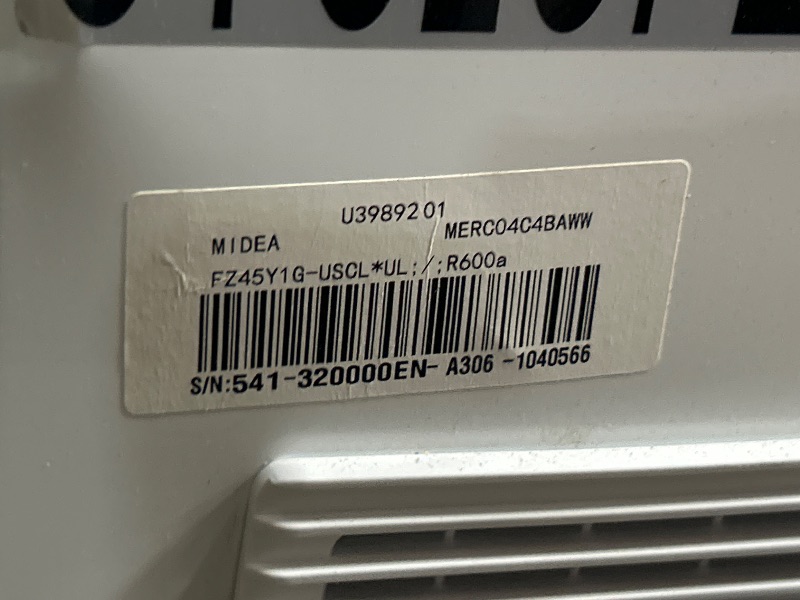 U3989201
MIDEA MERC04C4BAWW
FZ45Y1G-USCL*UL;/;R600a
S/N:541-320000EN- A306 -1040566